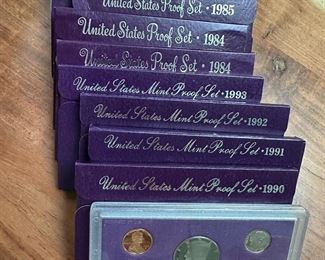 United States Proof Set · 1985
United States Proof Set · 1984
United States Proof Set · 1984
United States Mint Proof Set · 1993
United States Mint Proof Set · 1992
United States Mint Proof Set · 1991
United States Mint Proof Set · 1990